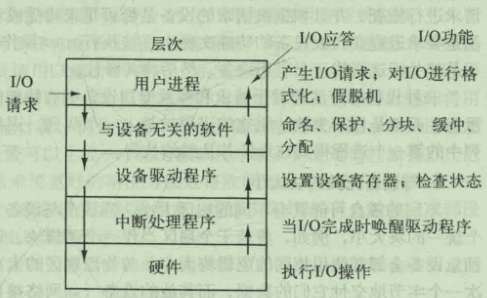 层次
I/O应答
I/O功能
I/O
请求
用户进程
产生I/O请求；对I/O进行格
式化；假脱机
与设备无关的软件
命名、保护、分块、缓冲、
分配
设备驱动程序
设置设备寄存器；检查状态
中断处理程序
当I/O完成时唤醒驱动程序
硬件
执行I/O操作